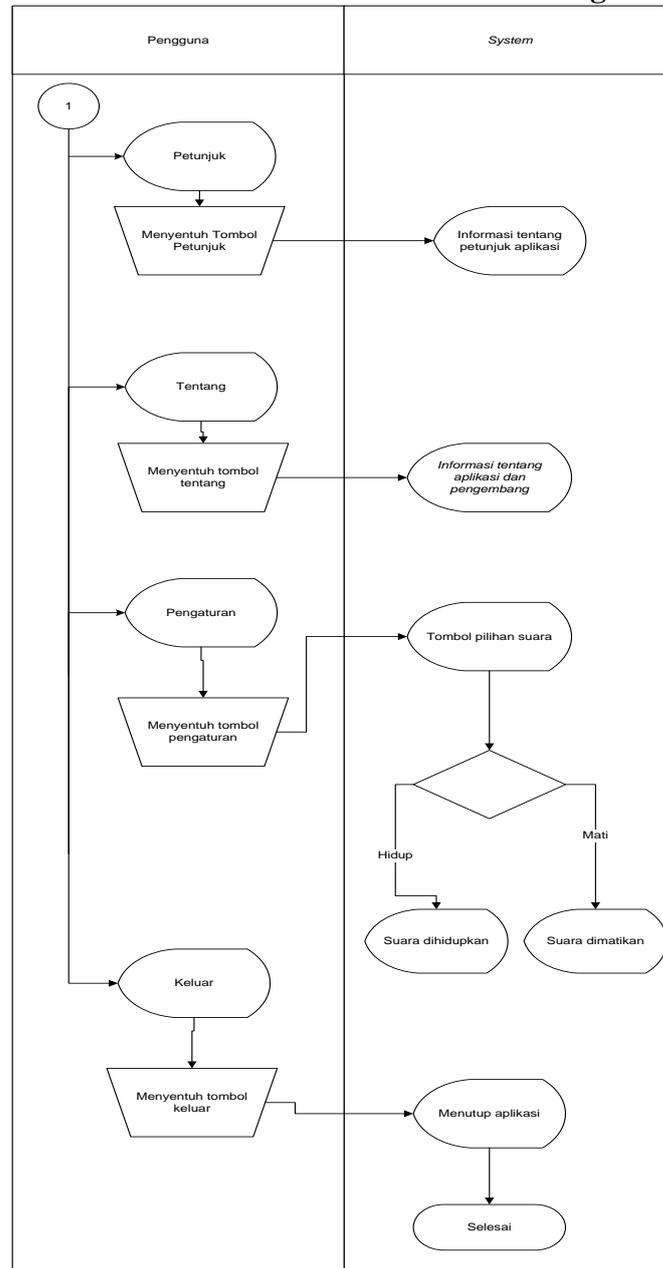 Pengguna
System
1
Petunjuk
Menyentuh Tombol
Petunjuk
Informasi tentang
petunjuk aplikasi
Tentang
Menyentuh tombol
tentang
Informasi tentang
aplikasi dan
pengembang
Pengaturan
Tombol pilihan suara
Menyentuh tombol
pengaturan
Hidup
Mati
Suara dihidupkan
Suara dimatikan
Keluar
Menyentuh tombol
keluar
Menutup aplikasi
Selesai